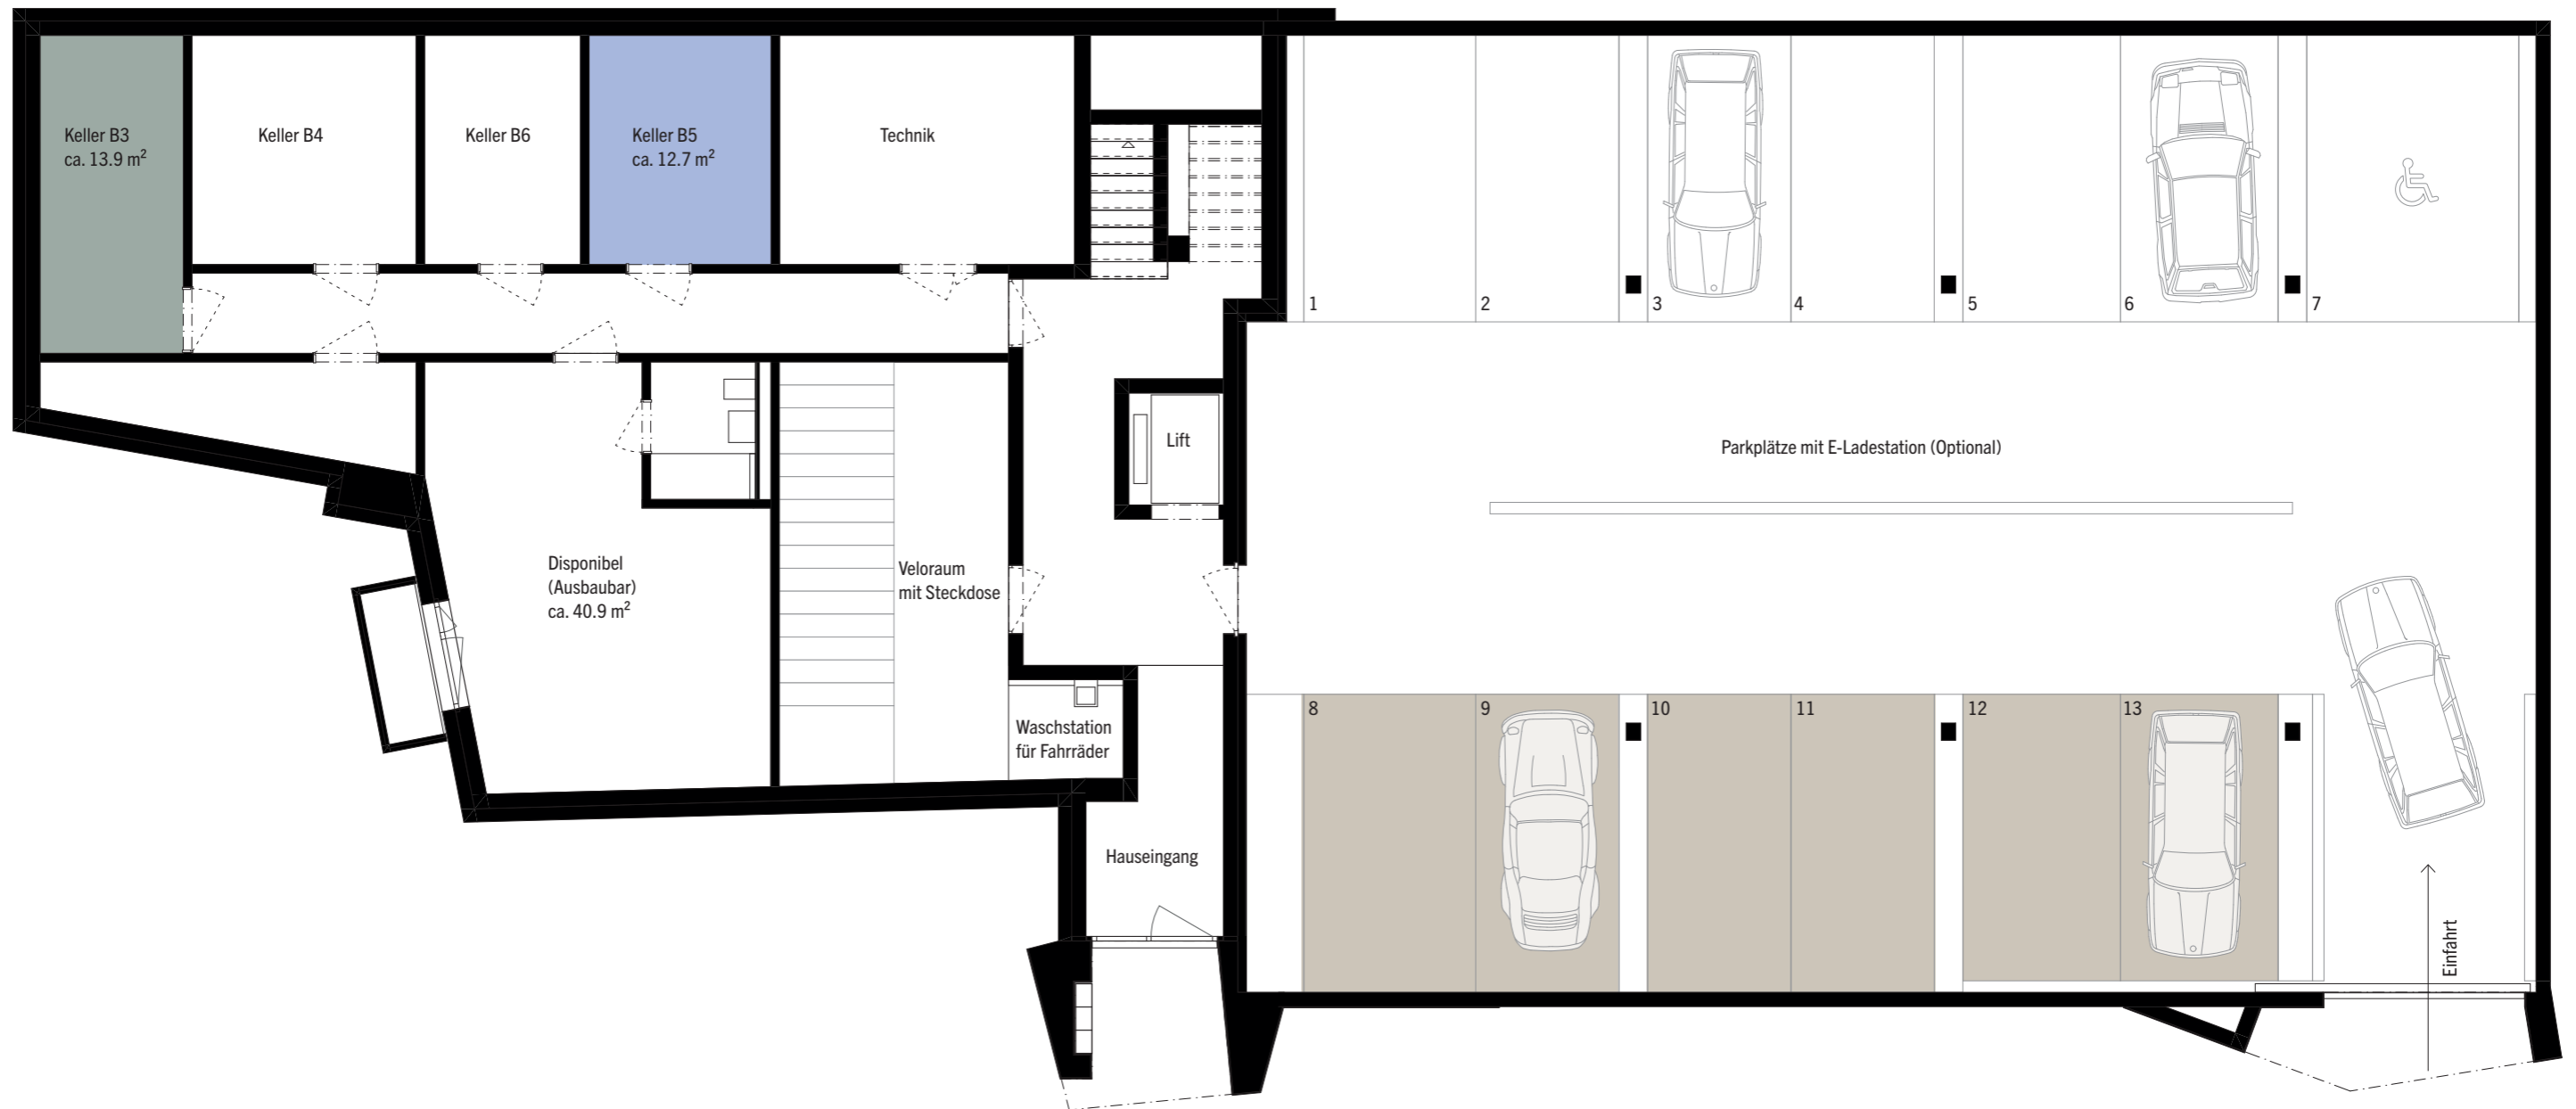 Keller B3
ca. 13.9 m²
Keller B4
Keller B6
Keller B5
ca. 12.7 m²
Technik
1
2
3
4
5
6
7
Lift
Parkplätze mit E-Ladestation (Optional)
Disponibel
(Ausbaubar)
ca. 40.9 m²
Veloraum
mit Steckdose
Waschstation
für Fahrräder
8
9
10
11
12
13
Hauseingang
Einfahrt